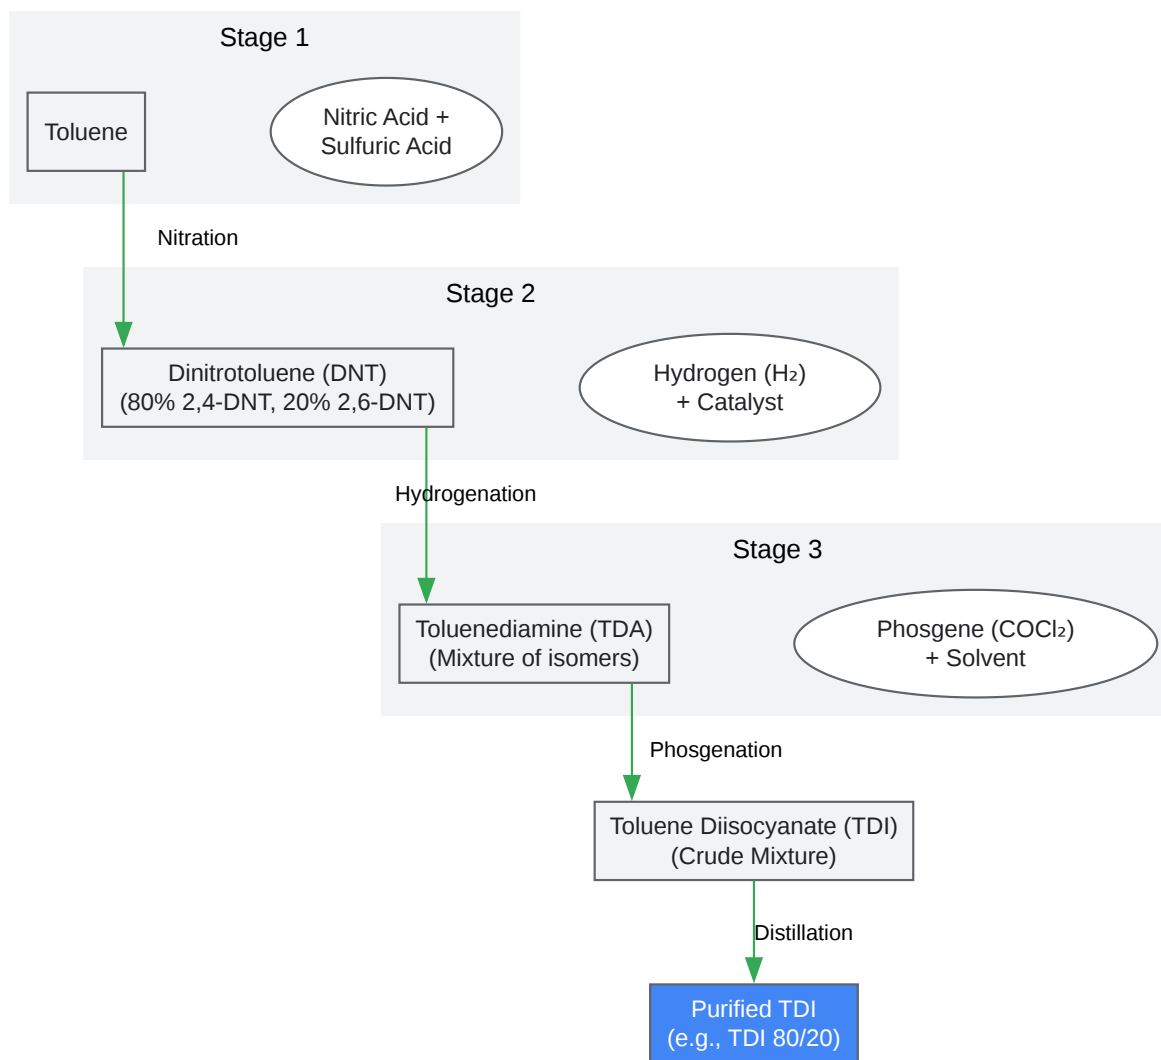 Stage 1
Toluene
Nitric Acid +
Sulfuric Acid
Nitration
Stage 2
Dinitrotoluene (DNT)
(80% 2,4-DNT, 20% 2,6-DNT)
Hydrogen (H₂)
+ Catalyst
Hydrogenation
Stage 3
Toluenediamine (TDA)
(Mixture of isomers)
Phosgene (COCl₂)
+ Solvent
Phosgenation
Toluene Diisocyanate (TDI)
(Crude Mixture)
Distillation
Purified TDI
(e.g., TDI 80/20)